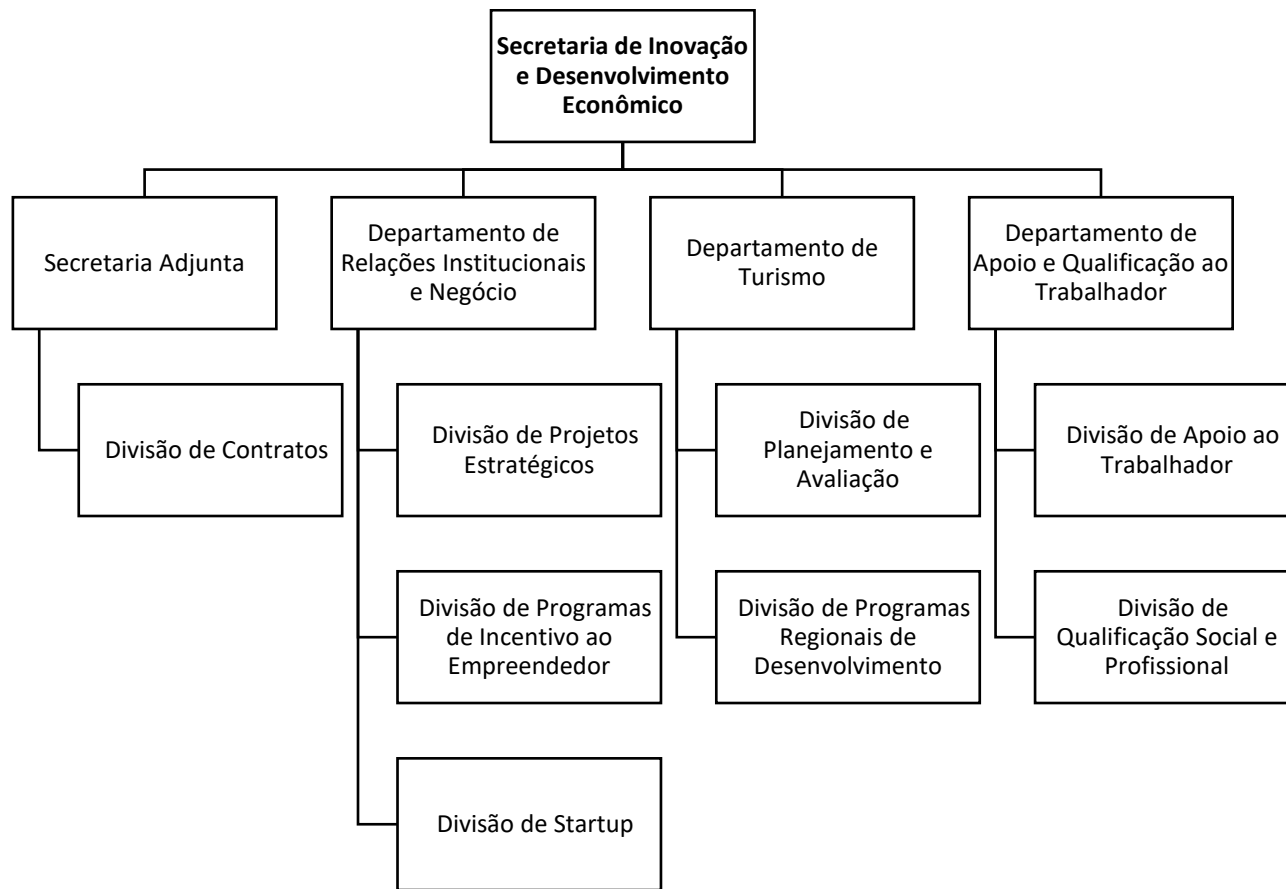 Secretaria de Inovação
e Desenvolvimento
Econômico
Secretaria Adjunta
Departamento de
Relações Institucionais
e Negócio
Departamento de
Turismo
Departamento de
Apoio e Qualificação ao
Trabalhador
Divisão de Contratos
Divisão de Projetos
Estratégicos
Divisão de
Planejamento e
Avaliação
Divisão de Apoio ao
Trabalhador
Divisão de Programas
de Incentivo ao
Empreendedor
Divisão de Programas
Regionais de
Desenvolvimento
Divisão de
Qualificação Social e
Profissional
Divisão de Startup